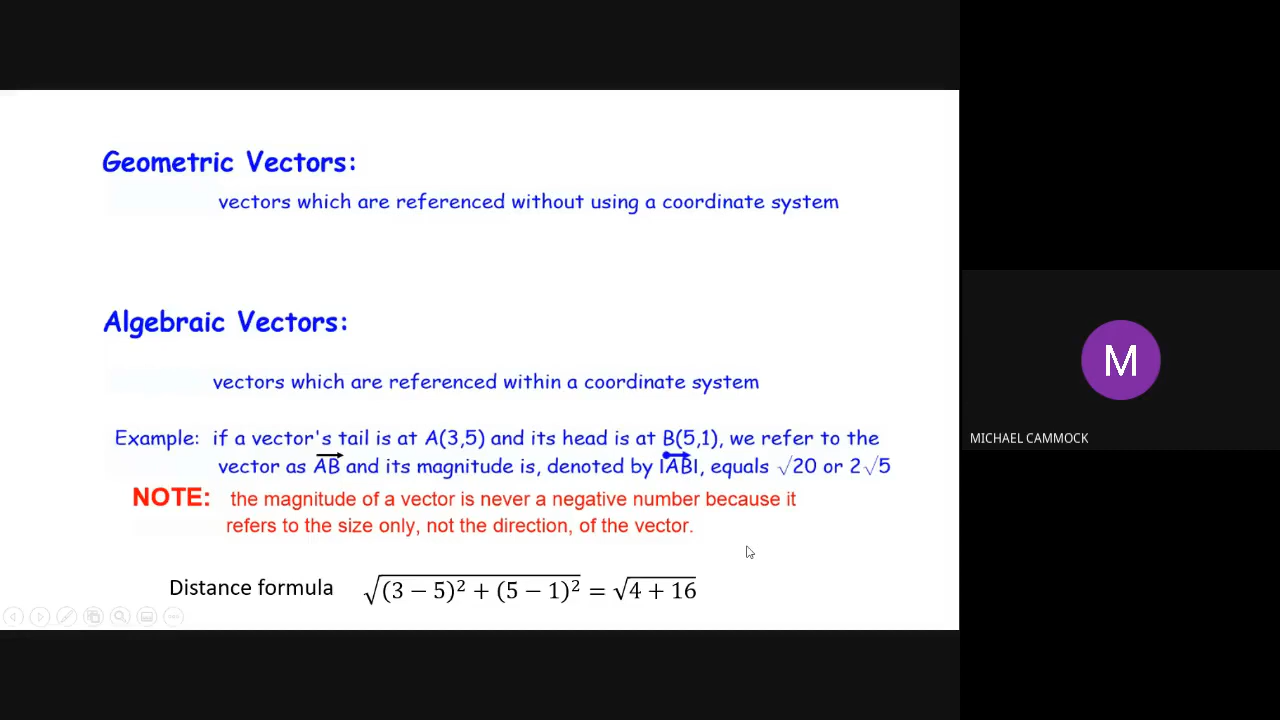 Geometric Vectors:
vectors which are referenced without using a coordinate system
Algebraic Vectors:
vectors which are referenced within a coordinate system
Example: if a vector's tail is at A(3,5) and its head is at B(5,1), we refer to the
vector as AB and its magnitude is, denoted by |AB|, equals √20 or 2√5
NOTE: the magnitude of a vector is never a negative number because it
refers to the size only, not the direction, of the vector.
Distance formula √(3 − 5)² + (5 − 1)² = √4 + 16
M
MICHAEL CAMMOCK